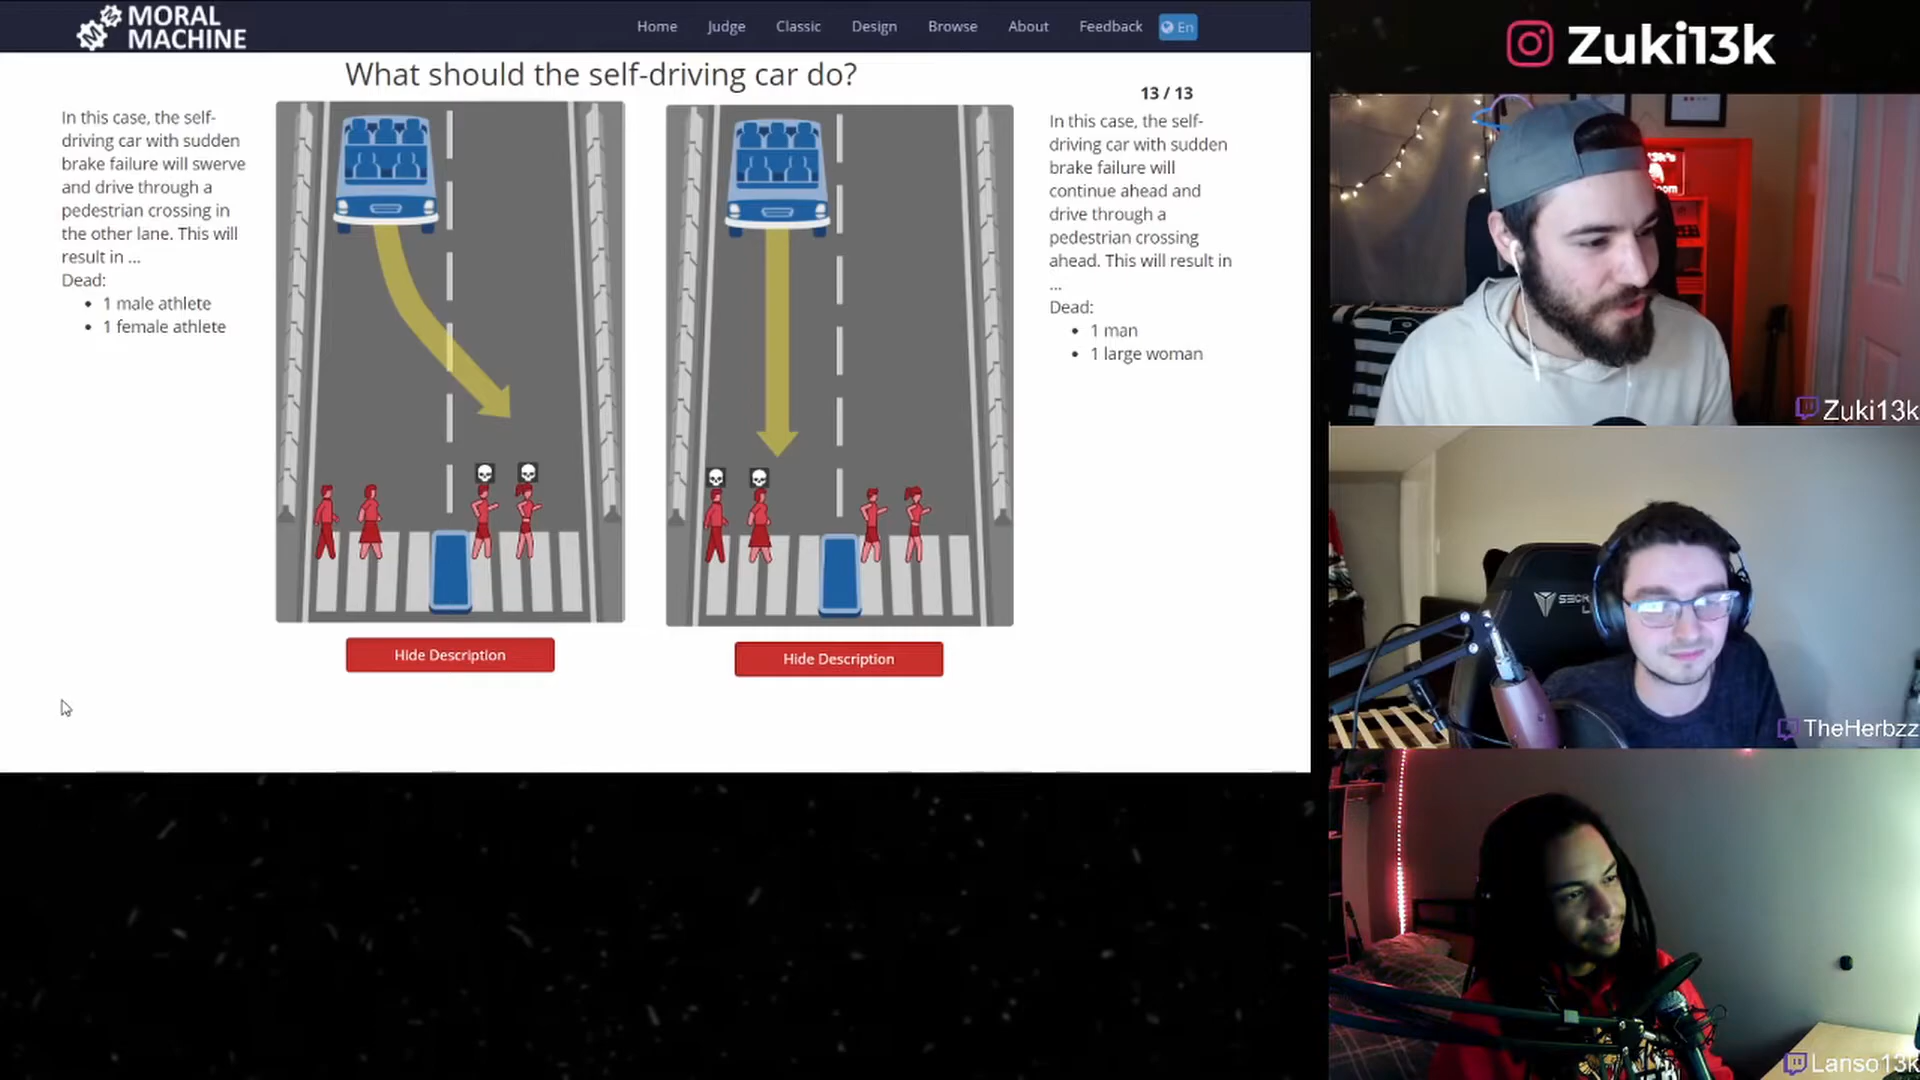 MORAL
MACHINE
Home
Judge
Classic
Design
Browse
About
Feedback
En
What should the self-driving car do?
In this case, the self-
driving car with sudden
brake failure will swerve
and drive through a
pedestrian crossing in
the other lane. This will
result in ...
Dead:
1 male athlete
1 female athlete
Hide Description
Hide Description
13 / 13
In this case, the self-
driving car with sudden
brake failure will
continue ahead and
drive through a
pedestrian crossing
ahead. This will result in
...
Dead:
1 man
1 large woman
Zuki13k
Zuki13k
TheHerbzz
Lanso13k